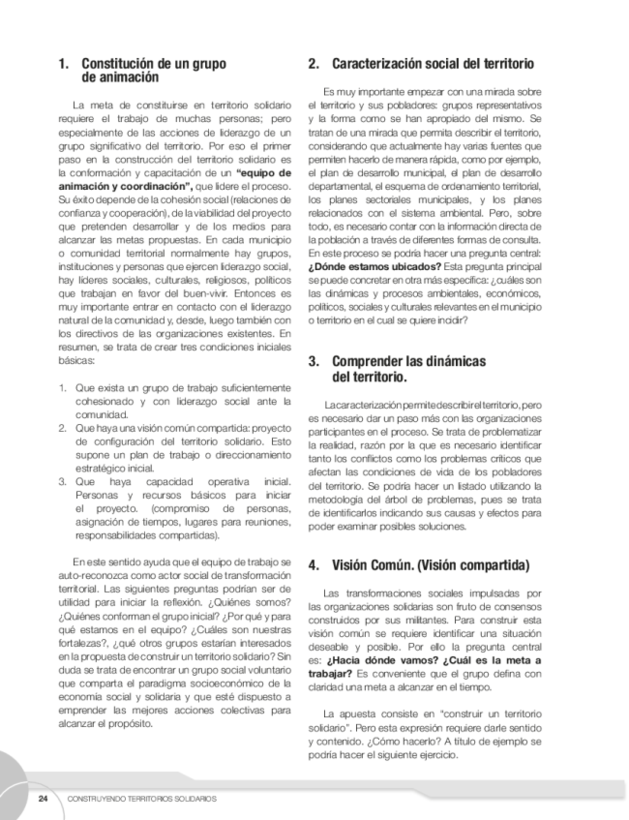 1. Constitución de un grupo
de animación
La meta de constituirse en territorio solidario
requiere el trabajo de muchas personas; pero
especialmente de las acciones de liderazgo de un
grupo significativo del territorio. Por eso el primer
paso en la construcción del territorio solidario es
la conformación y capacitación de un “equipo de
animación y coordinación”, que lidere el proceso.
Su éxito depende de la cohesión social (relaciones de
confianza y cooperación), de la viabilidad del proyecto
que pretenden desarrollar y de los medios para
alcanzar las metas propuestas. En cada municipio
o comunidad territorial normalmente hay grupos,
instituciones y personas que ejercen liderazgo social,
hay líderes sociales, culturales, religiosos, políticos
que trabajan en favor del buen-vivir. Entonces es
muy importante entrar en contacto con el liderazgo
natural de la comunidad y, desde, luego también con
los directivos de las organizaciones existentes. En
resumen, se trata de crear tres condiciones iniciales
básicas:
1. Que exista un grupo de trabajo suficientemente
cohesionado y con liderazgo social ante la
comunidad.
2. Que haya una visión común compartida: proyecto
de configuración del territorio solidario. Esto
supone un plan de trabajo o direccionamiento
estratégico inicial.
3. Que haya capacidad operativa inicial.
Personas y recursos básicos para iniciar
el proyecto. (compromiso de personas,
asignación de tiempos, lugares para reuniones,
responsabilidades compartidas).
En este sentido ayuda que el equipo de trabajo se
auto-reconozca como actor social de transformación
territorial. Las siguientes preguntas podrían ser de
utilidad para iniciar la reflexión. ¿Quiénes somos?
¿Quiénes conforman el grupo inicial? ¿Por qué y para
qué estamos en el equipo? ¿Cuáles son nuestras
fortalezas?, ¿qué otros grupos estarían interesados
en la propuesta de construir un territorio solidario? Sin
duda se trata de encontrar un grupo social voluntario
que comparta el paradigma socioeconómico de la
economía social y solidaria y que esté dispuesto a
emprender las mejores acciones colectivas para
alcanzar el propósito.
2. Caracterización social del territorio
Es muy importante empezar con una mirada sobre
el territorio y sus pobladores: grupos representativos
y la forma como se han apropiado del mismo. Se
tratan de una mirada que permita describir el territorio,
considerando que actualmente hay varias fuentes que
permiten hacerlo de manera rápida, como por ejemplo,
el plan de desarrollo municipal, el plan de desarrollo
departamental, el esquema de ordenamiento territorial,
los planes sectoriales municipales, y los planes
relacionados con el sistema ambiental. Pero, sobre
todo, es necesario contar con la información directa de
la población a través de diferentes formas de consulta.
En este proceso se podría hacer una pregunta central:
¿Dónde estamos ubicados? Esta pregunta principal
se puede concretar en otra más específica: ¿cuáles son
las dinámicas y procesos ambientales, económicos,
políticos, sociales y culturales relevantes en el municipio
o territorio en el cual se quiere incidir?
3. Comprender las dinámicas
del territorio.
La caracterización permite describir el territorio, pero
es necesario dar un paso más con las organizaciones
participantes en el proceso. Se trata de problematizar
la realidad, razón por la que es necesario identificar
tanto los conflictos como los problemas críticos que
afectan las condiciones de vida de los pobladores
del territorio. Se podría hacer un listado utilizando la
metodología del árbol de problemas, pues se trata
de identificarlos indicando sus causas y efectos para
poder examinar posibles soluciones.
4. Visión Común. (Visión compartida)
Las transformaciones sociales impulsadas por
las organizaciones solidarias son fruto de consensos
construidos por sus militantes. Para construir esta
visión común se requiere identificar una situación
deseable y posible. Por ello la pregunta central
es: ¿Hacia dónde vamos? ¿Cuál es la meta a
trabajar? Es conveniente que el grupo defina con
claridad una meta a alcanzar en el tiempo.
La apuesta consiste en “construir un territorio
solidario”. Pero esta expresión requiere darle sentido
y contenido. ¿Cómo hacerlo? A título de ejemplo se
podría hacer el siguiente ejercicio.
24 CONSTRUYENDO TERRITORIOS SOLIDARIOS